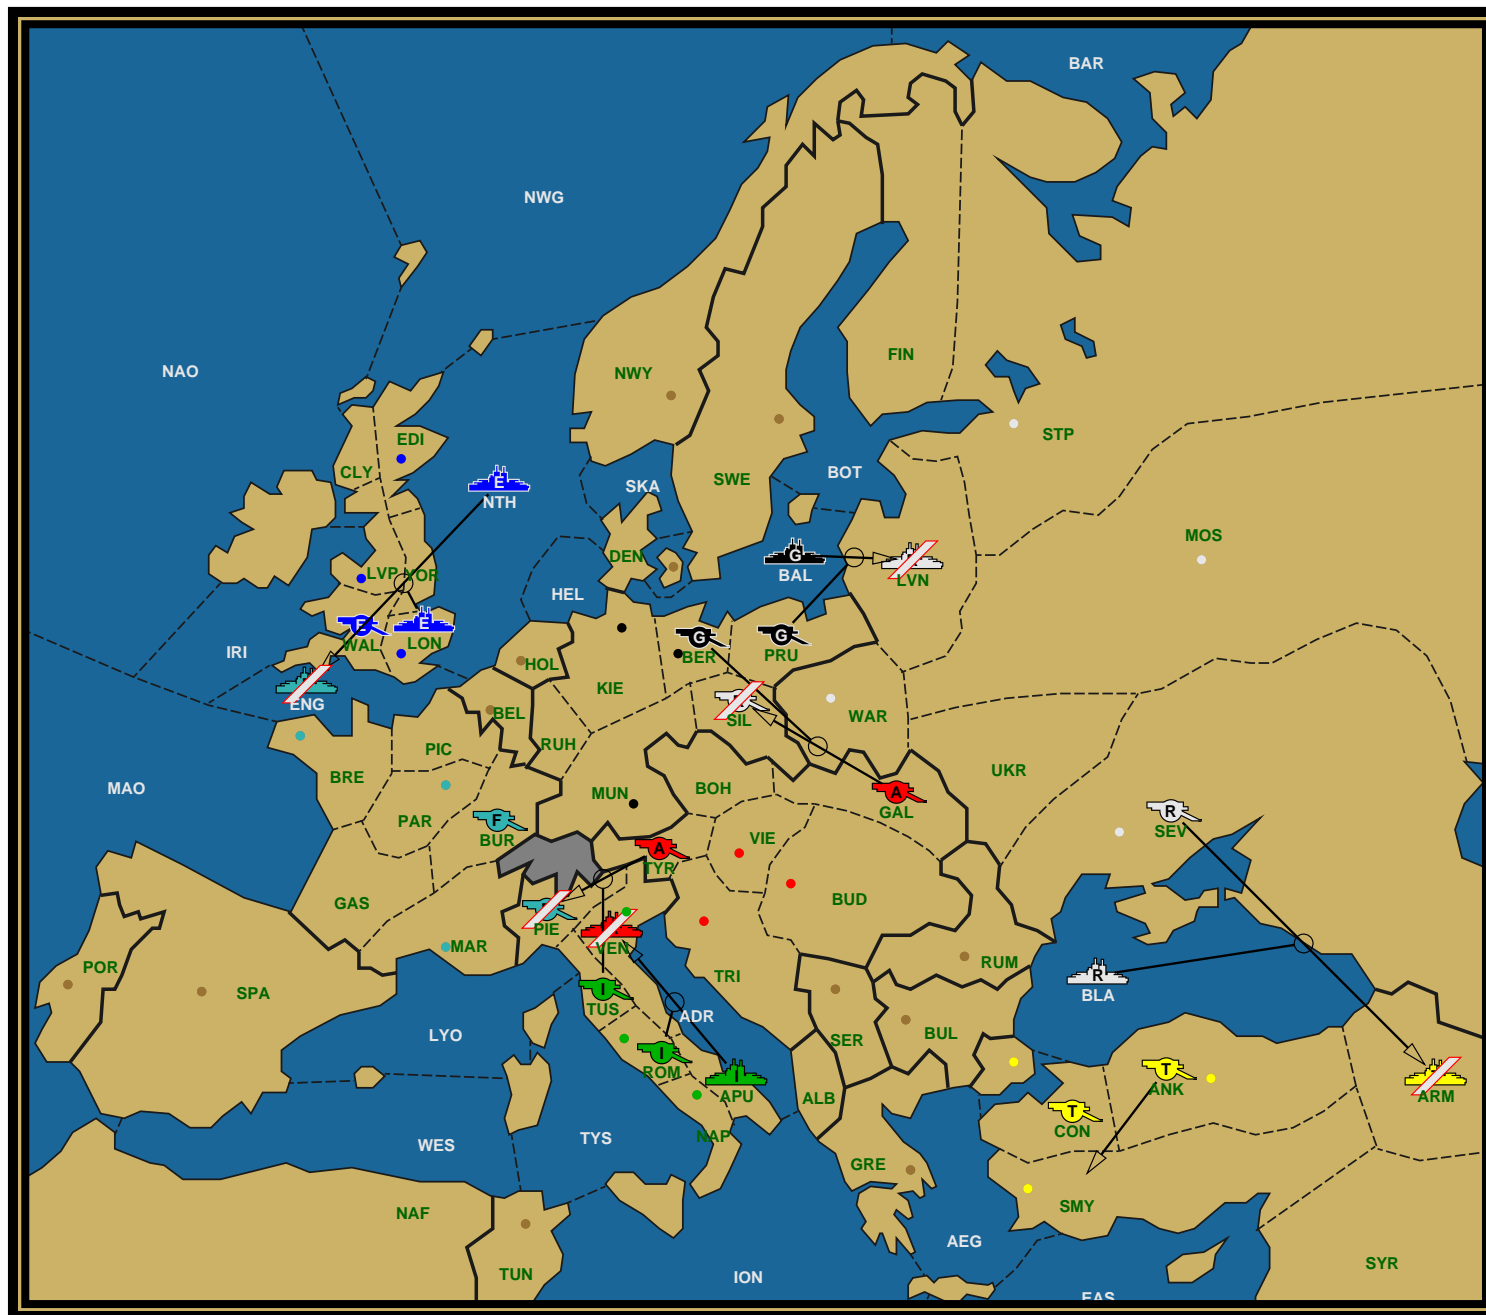 BAR
NWG
NAO
FIN
NWY
EDI
STP
CLY
BOT
SWE
SKA
E
NTH
MOS
DEN
G
BAL
LVN
LVP
YOR
HEL
E
WAL
E
LON
IRI
G
BER
G
PRU
HOL
KIE
ENG
BEL
SIL
WAR
PIC
RUH
BRE
UKR
MAO
MUN
BOH
A
GAL
PAR
F
BUR
R
SEV
VIE
A
TYR
BUD
GAS
PIE
VEN
MAR
POR
SPA
TRI
RUM
R
BLA
I
TUS
ADR
LYO
BUL
SER
I
ROM
I
APU
T
ANK
ARM
ALB
T
CON
NAP
WES
TYS
GRE
SMY
NAF
AEG
SYR
TUN
ION
EAS